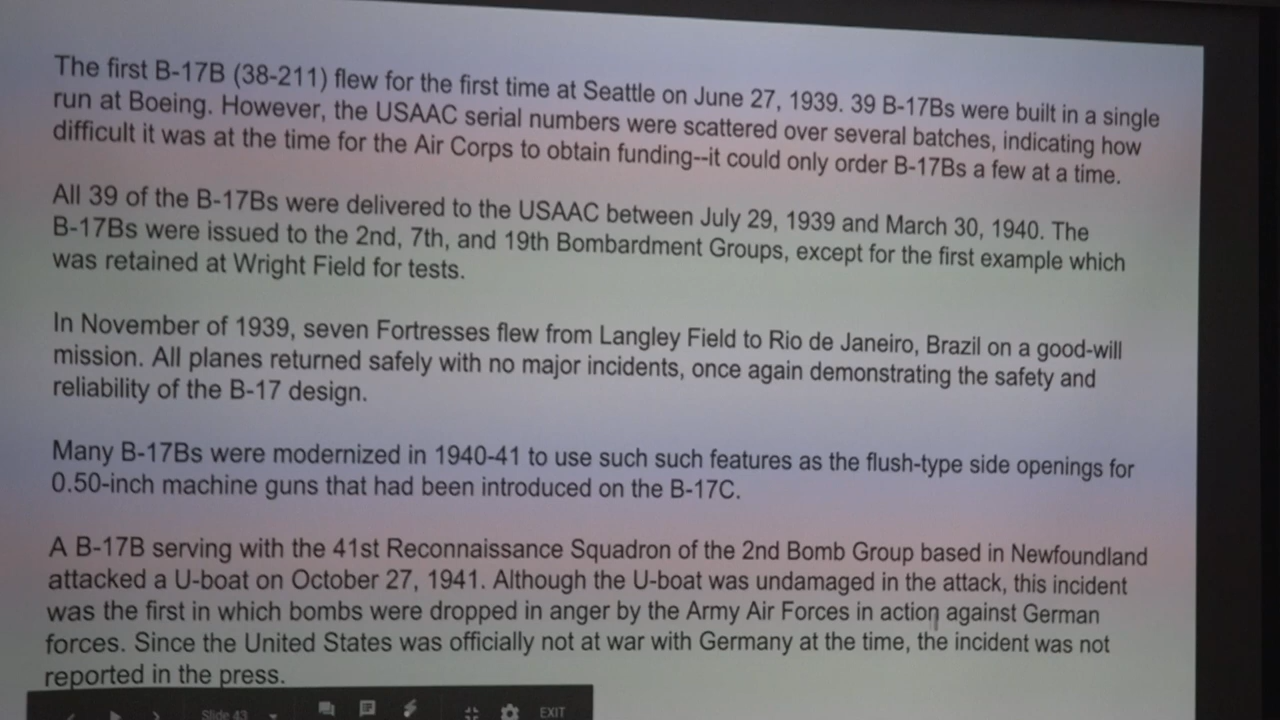 The first B-17B (38-211) flew for the first time at Seattle on June 27, 1939. 39 B-17Bs were built in a single
run at Boeing. However, the USAAC serial numbers were scattered over several batches, indicating how
difficult it was at the time for the Air Corps to obtain funding--it could only order B-17Bs a few at a time.
All 39 of the B-17Bs were delivered to the USAAC between July 29, 1939 and March 30, 1940. The
B-17Bs were issued to the 2nd, 7th, and 19th Bombardment Groups, except for the first example which
was retained at Wright Field for tests.
In November of 1939, seven Fortresses flew from Langley Field to Rio de Janeiro, Brazil on a good-will
mission. All planes returned safely with no major incidents, once again demonstrating the safety and
reliability of the B-17 design.
Many B-17Bs were modernized in 1940-41 to use such such features as the flush-type side openings for
0.50-inch machine guns that had been introduced on the B-17C.
A B-17B serving with the 41st Reconnaissance Squadron of the 2nd Bomb Group based in Newfoundland
attacked a U-boat on October 27, 1941. Although the U-boat was undamaged in the attack, this incident
was the first in which bombs were dropped in anger by the Army Air Forces in action against German
forces. Since the United States was officially not at war with Germany at the time, the incident was not
reported in the press.
Slide 43 EXIT